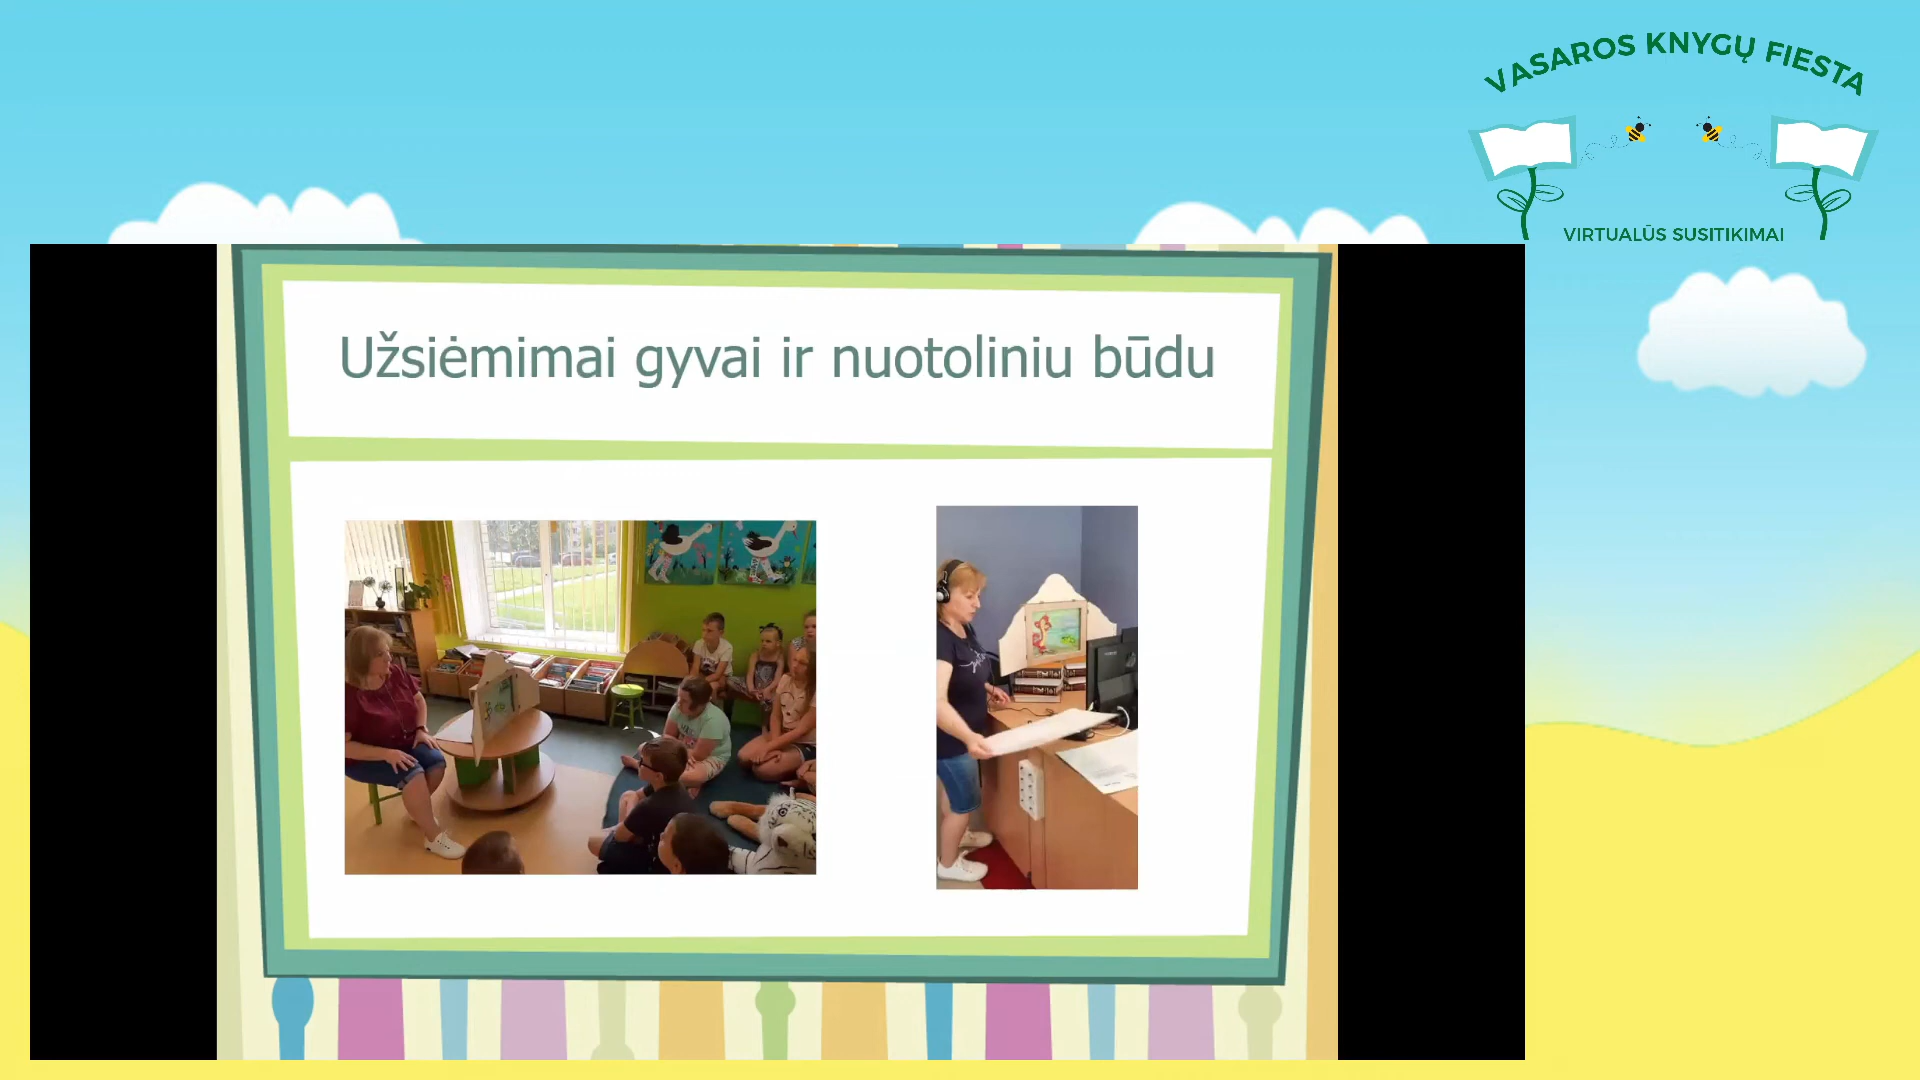 VASAROS KNYGŲ FIESTA
VIRTUALŪS SUSITIKIMAI
Užsiėmimai gyvai ir nuotoliniu būdu